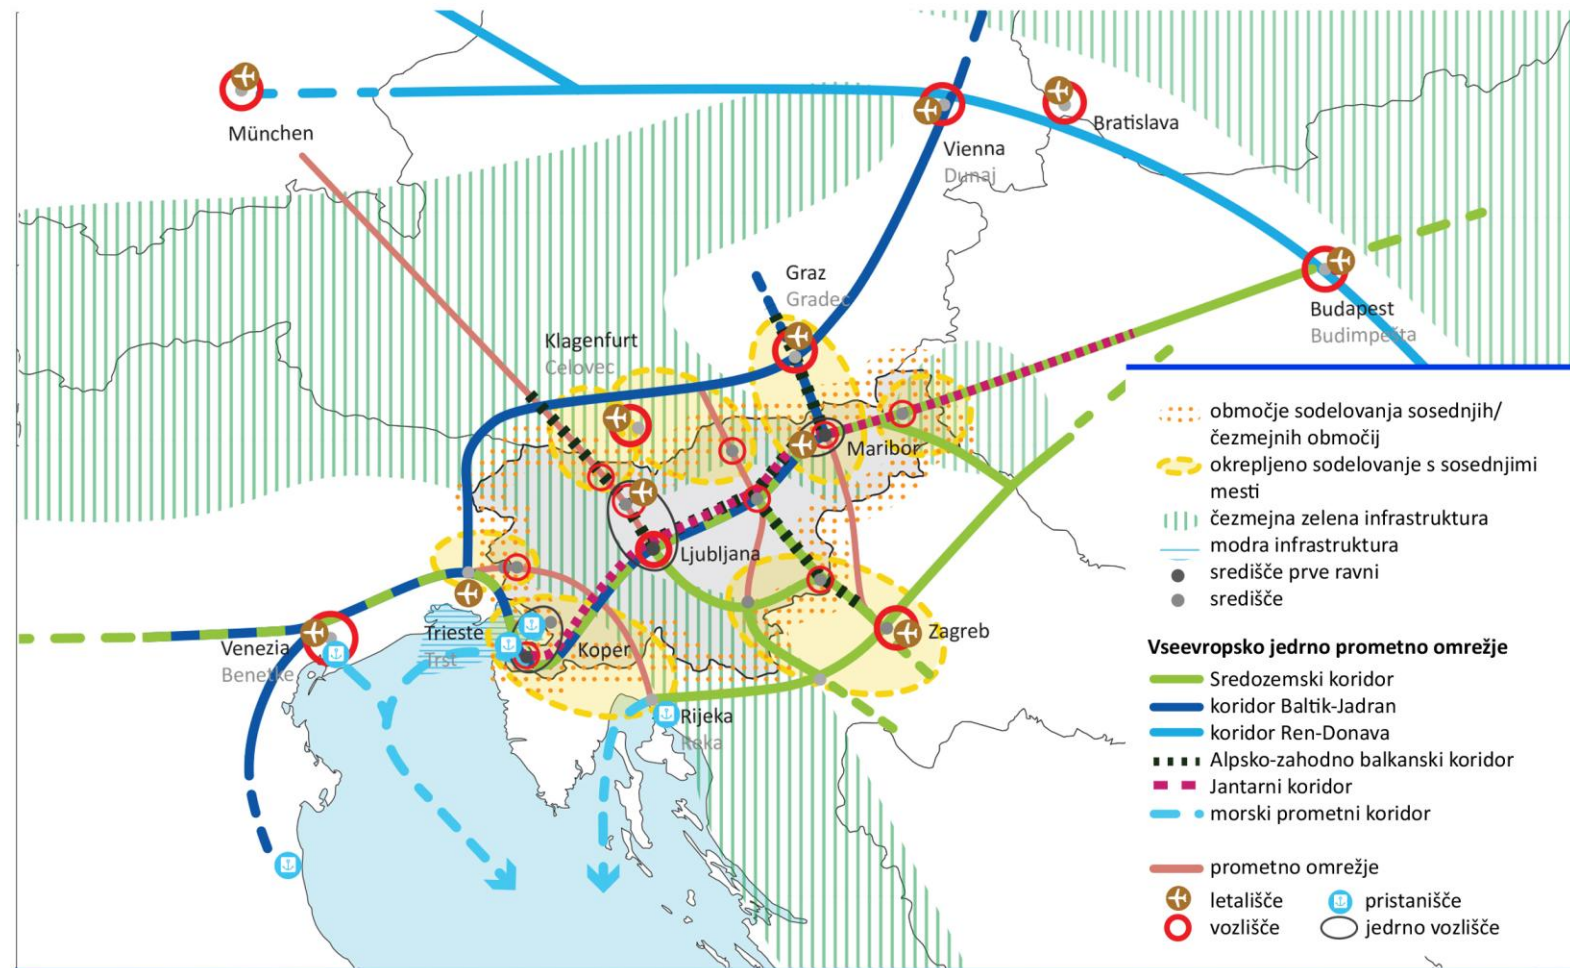 München
Bratislava
Vienna
Dunaj
Graz
Gradec
Budapest
Budimpešta
Klagenfurt
Celovec
Maribor
Ljubljana
Zagreb
Trieste
Trst
Koper
Venezia
Benetke
Rijeka
Reka
območje sodelovanja sosednjih/
čezmejnih območij
okrepljeno sodelovanje s sosednjimi
mesti
čezmejna zelena infrastruktura
modra infrastruktura
središče prve ravni
središče
Vseevropsko jedrno prometno omrežje
Sredozemski koridor
koridor Baltik-Jadran
koridor Ren-Donava
Alpsko-zahodno balkanski koridor
Jantarni koridor
morski prometni koridor
prometno omrežje
letališče
pristanišče
vozlišče
jedrno vozlišče